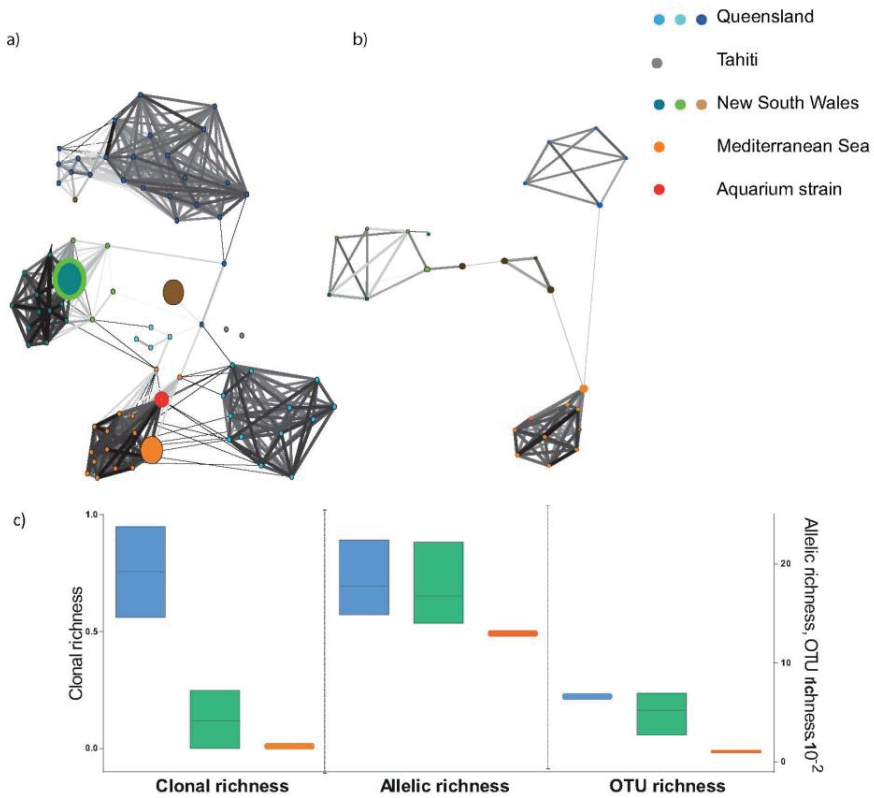 a)
b)
Queensland
Tahiti
New South Wales
Mediterranean Sea
Aquarium strain
c)
1.0
0.5
0.0
Clonal richness
20
10
0
Allelic richness, OTU richness.10-2
Clonal richness
Allelic richness
OTU richness